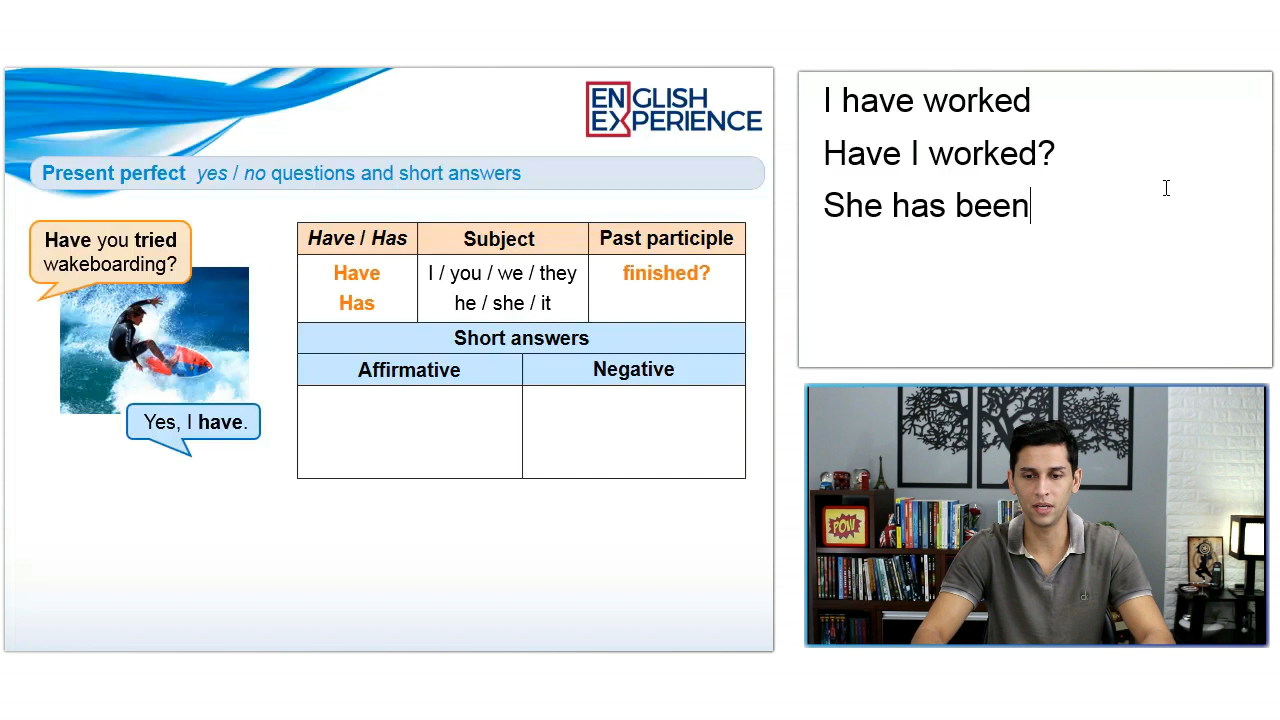 ENGLISH
EXPERIENCE
Present perfect yes / no questions and short answers
Have you tried
wakeboarding?
Yes, I have.
Have / Has Subject Past participle
Have I / you / we / they finished?
Has he / she / it
Short answers
Affirmative Negative
I have worked
Have I worked?
She has been
POW